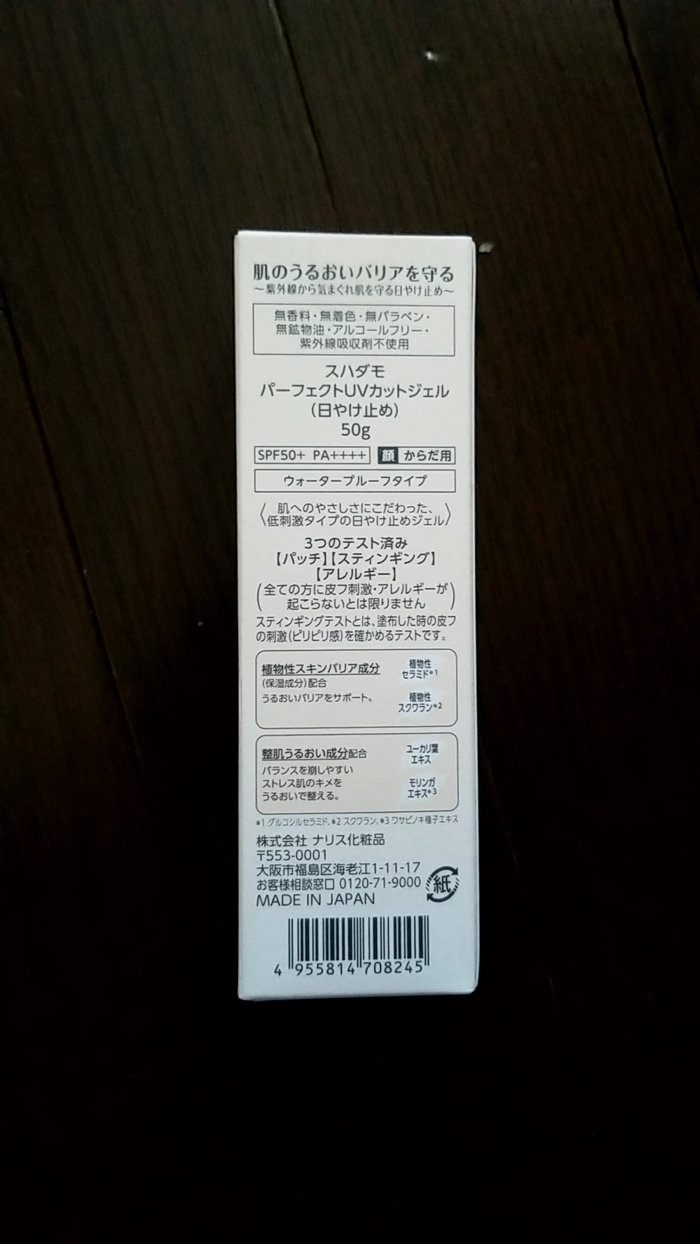 肌のうるおいバリアを守る
～紫外線から気まぐれ肌を守る日やけ止め～
無香料・無着色・無パラベン・
無鉱物油・アルコールフリー・
紫外線吸収剤不使用
スハダモ
パーフェクトUVカットジェル
（日やけ止め）
50g
SPF50+ PA++++ 顔 からだ用
ウォータープルーフタイプ
〈肌へのやさしさにこだわった、
低刺激タイプの日やけ止めジェル〉
3つのテスト済み
【パッチ】【スティンギング】
【アレルギー】
(全ての方に皮フ刺激・アレルギーが
起こらないとは限りません)
スティンギングテストとは、塗布した時の皮フ
の刺激(ピリピリ感)を確かめるテストです。
植物性スキンバリア成分
(保湿成分)配合
うるおいバリアをサポート。
植物性
セラミド*1
植物性
スクワラン*2
整肌うるおい成分配合
バランスを崩しやすい
ストレス肌のキメを
うるおいで整える。
ユーカリ葉
エキス
モリンガ
エキス*3
*1 グルコシルセラミド、*2 スクワラン、*3 ワサビノキ種子エキス
株式会社 ナリス化粧品
〒553-0001
大阪市福島区海老江1-11-17
お客様相談窓口 0120-71-9000
紙
MADE IN JAPAN
4 955814 708245